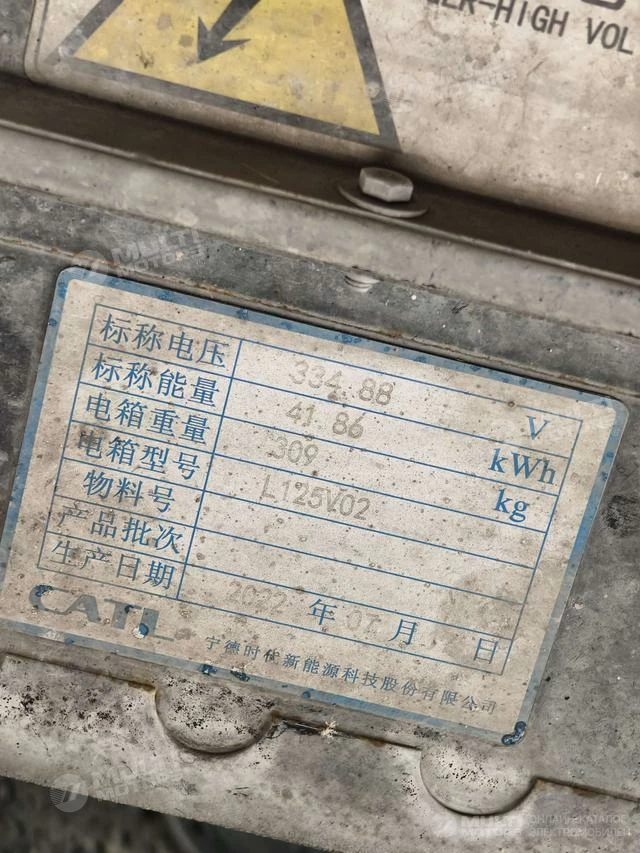 -HIGH VOL
标称电压 334.88 V
标称能量 41.86 kWh
电箱重量 309 kg
电箱型号 L125V02
物料号
产品批次
生产日期 2022 年 07 月 日
CATL
宁德时代新能源科技股份有限公司
ОНЛАЙН-КАТАЛОГ
ЭЛЕКТРОМОБИЛЕЙ